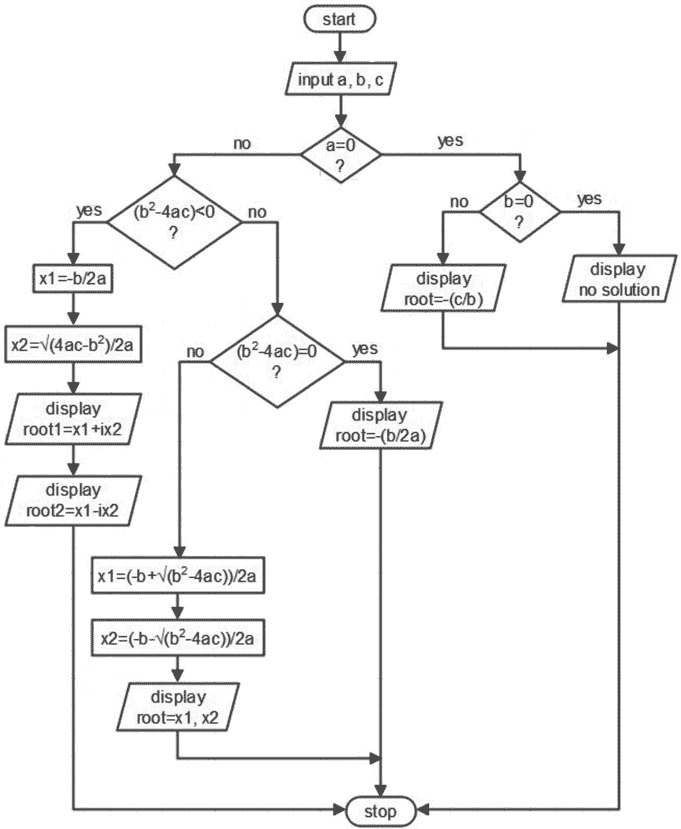 start
input a, b, c
a=0
?
no
yes
(b²-4ac)<0
?
yes
no
b=0
?
no
yes
x1=-b/2a
x2=√(4ac-b²)/2a
display
root1=x1+ix2
display
root2=x1-ix2
(b²-4ac)=0
?
no
yes
display
root=-(b/2a)
x1=(-b+√(b²-4ac))/2a
x2=(-b-√(b²-4ac))/2a
display
root=x1, x2
display
root=-(c/b)
display
no solution
stop